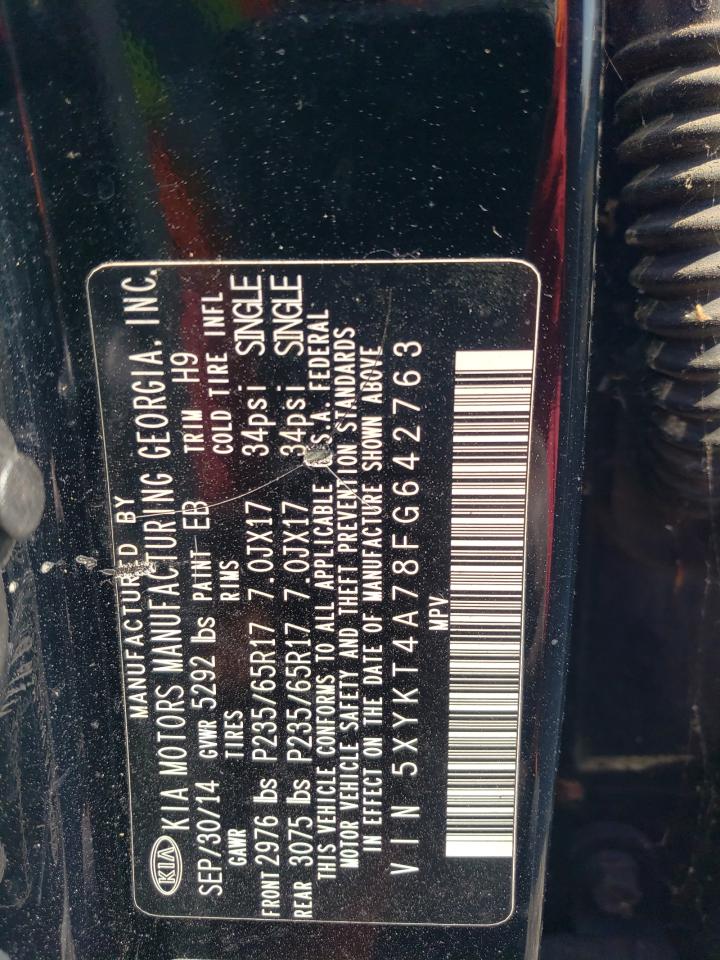 MANUFACTURED BY
KIA KIA MOTORS MANUFACTURING GEORGIA, INC.
SEP/30/14 GVWR 5292 lbs PAINT EB TRIM H9
GAWR TIRES RIMS COLD TIRE INFL
FRONT 2976 lbs P235/65R17 7.0JX17 34psi SINGLE
REAR 3075 lbs P235/65R17 7.0JX17 34psi SINGLE
THIS VEHICLE CONFORMS TO ALL APPLICABLE U.S.A. FEDERAL
MOTOR VEHICLE SAFETY AND THEFT PREVENTION STANDARDS
IN EFFECT ON THE DATE OF MANUFACTURE SHOWN ABOVE
VIN 5XYKT4A78FG642763
MPV